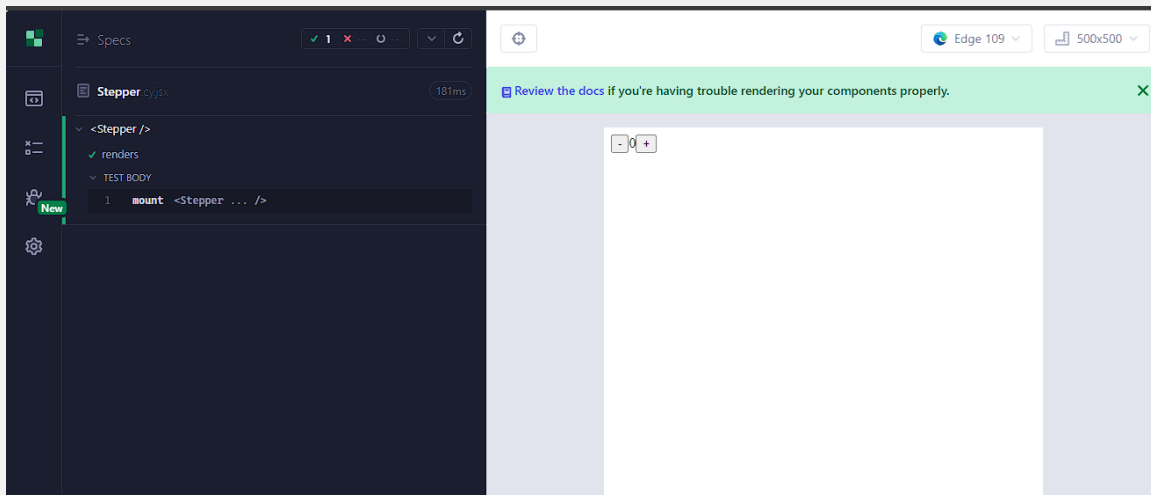 Specs
1 -- --
Stepper.cy.jsx
181ms
<Stepper />
renders
TEST BODY
1 mount <Stepper ... />
New
Edge 109
500x500
Review the docs if you're having trouble rendering your components properly.
- 0 +